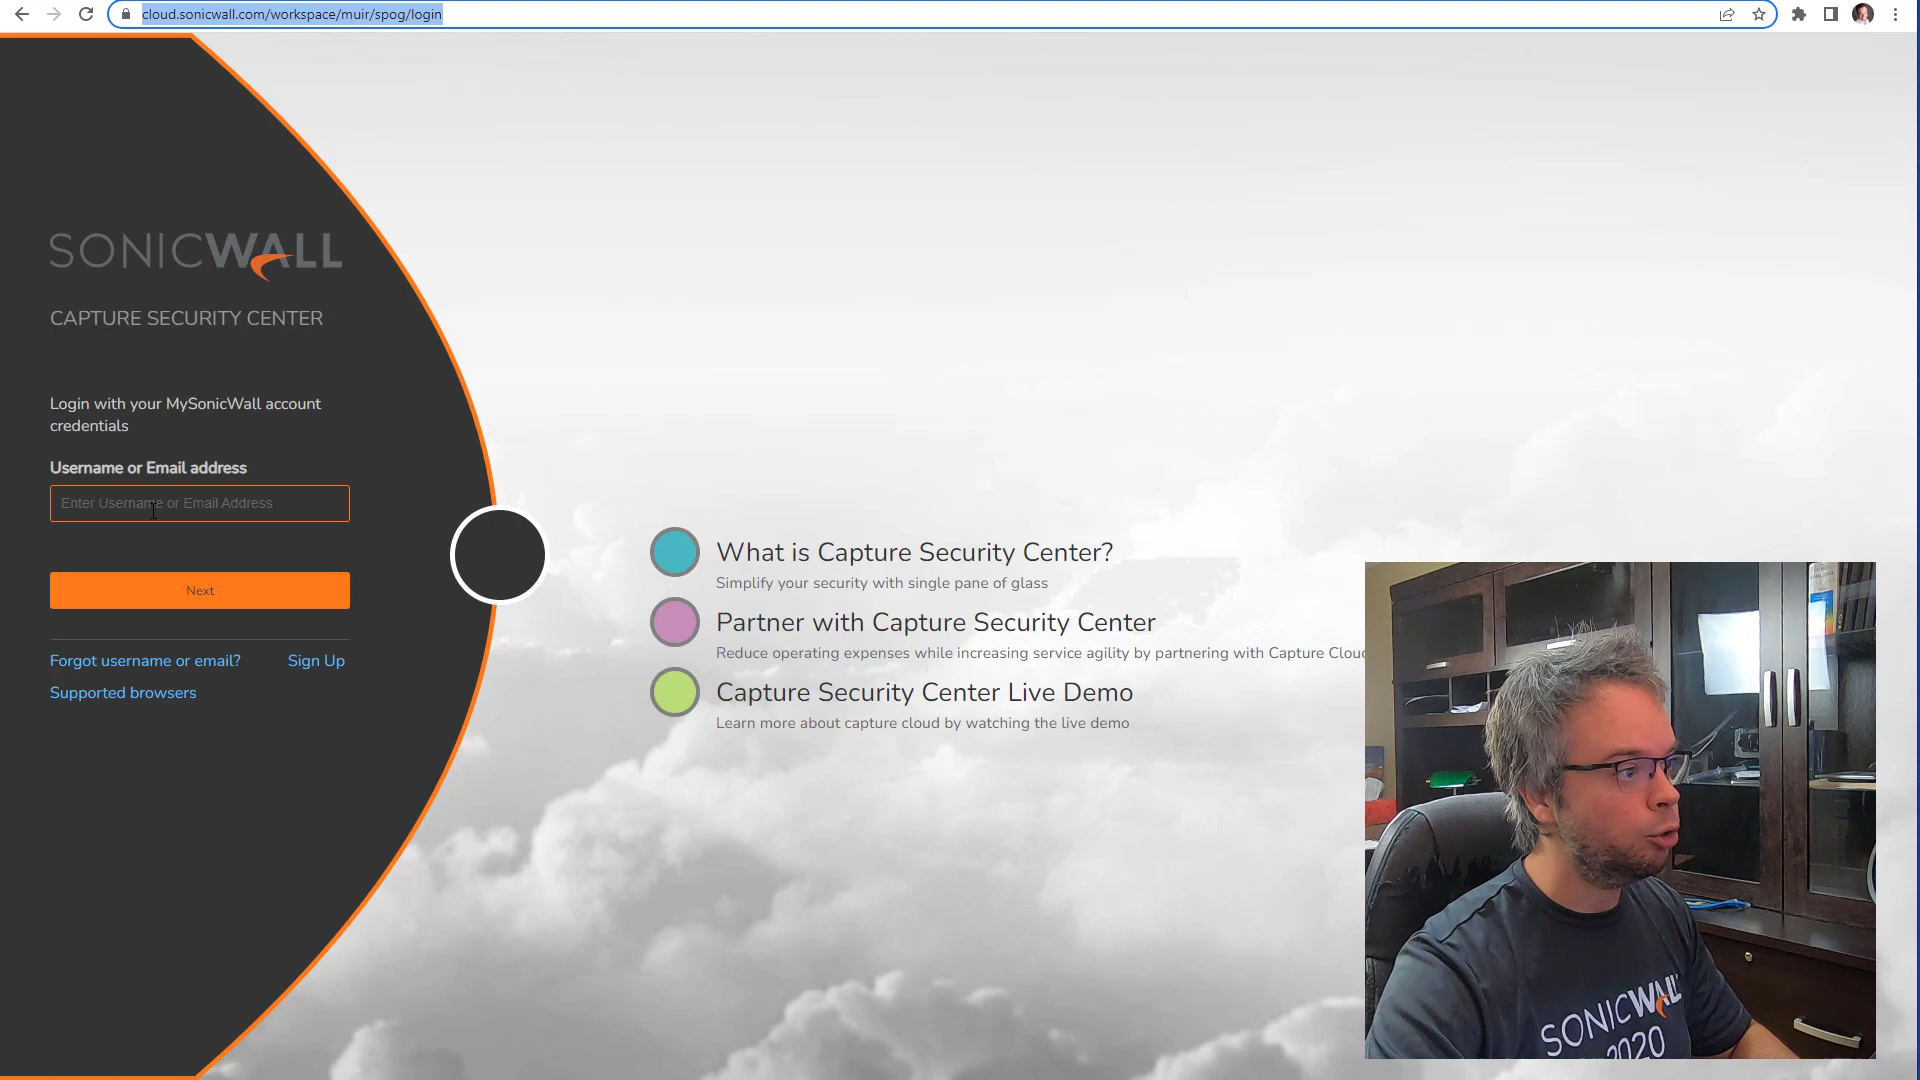 cloud.sonicwall.com/workspace/muir/spog/login
SONICWALL
CAPTURE SECURITY CENTER
Login with your MySonicWall account
credentials
Username or Email address
Enter Username or Email Address
Next
Forgot username or email?
Sign Up
Supported browsers
What is Capture Security Center?
Simplify your security with single pane of glass
Partner with Capture Security Center
Reduce operating expenses while increasing service agility by partnering with Capture Cloud
Capture Security Center Live Demo
Learn more about capture cloud by watching the live demo
SONICWALL
2020